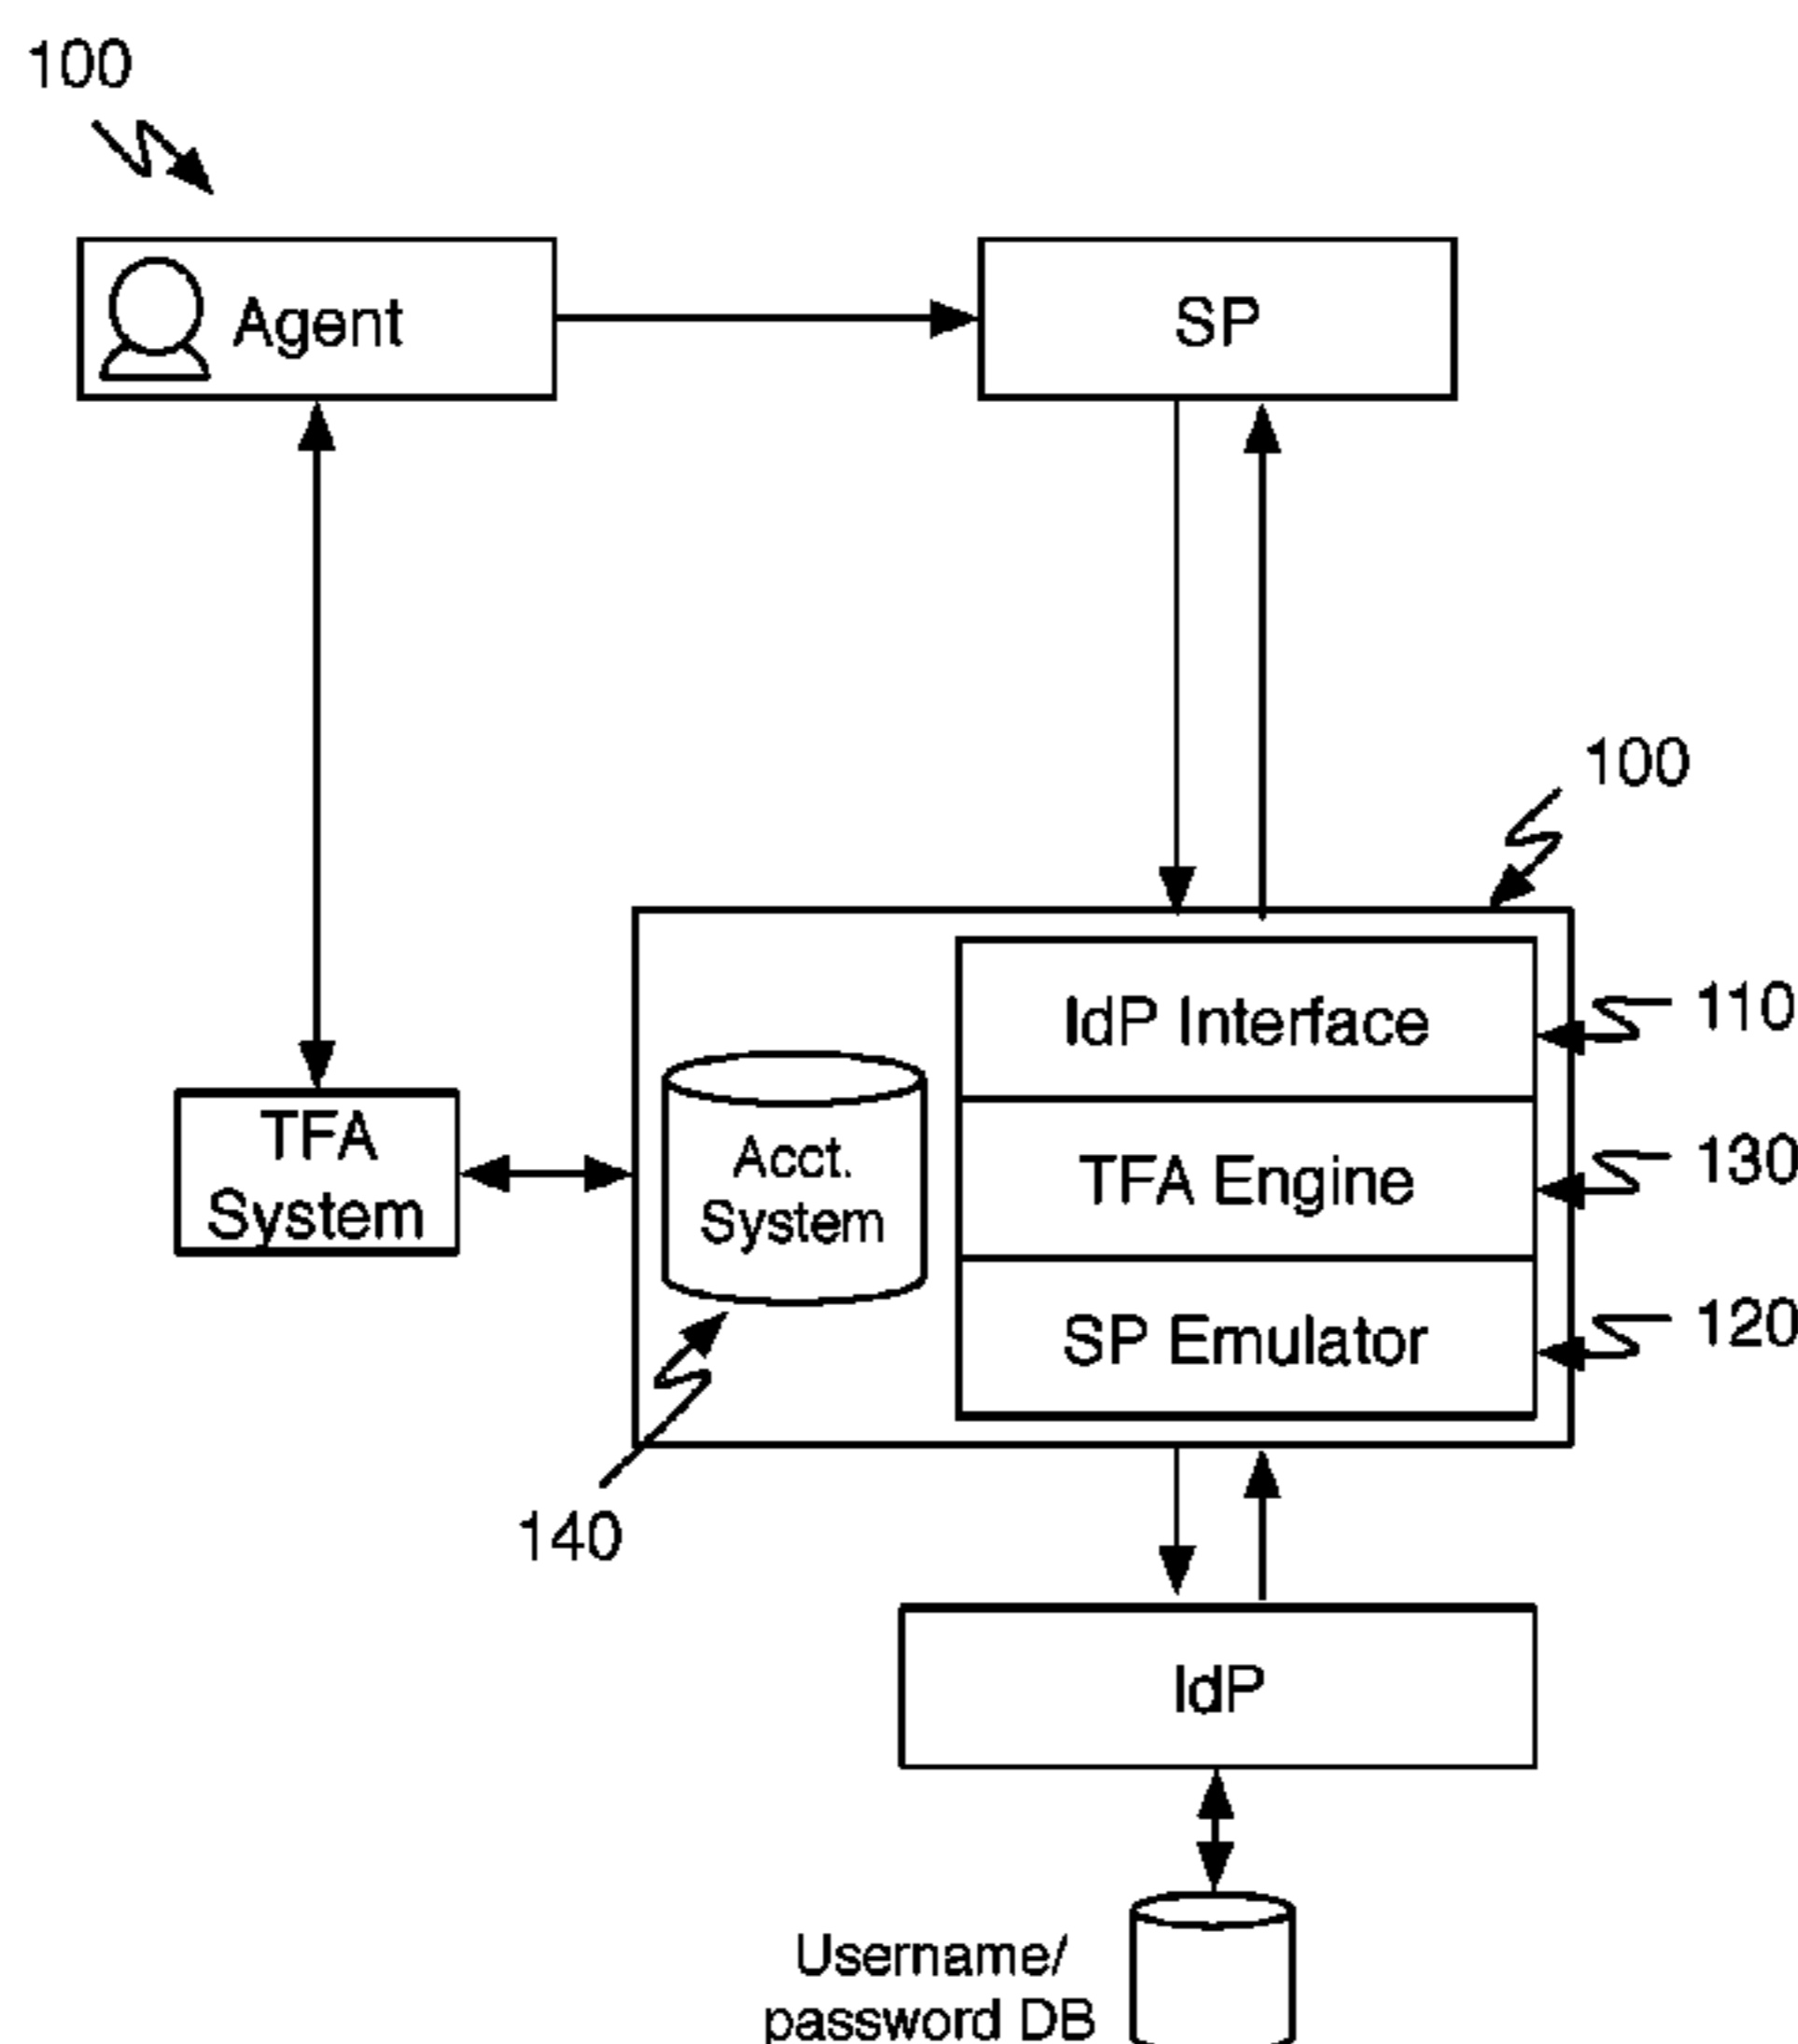 100
Agent
SP
100
IdP Interface
110
Acct.
System
TFA
System
TFA Engine
130
SP Emulator
120
140
IdP
Username/
password DB